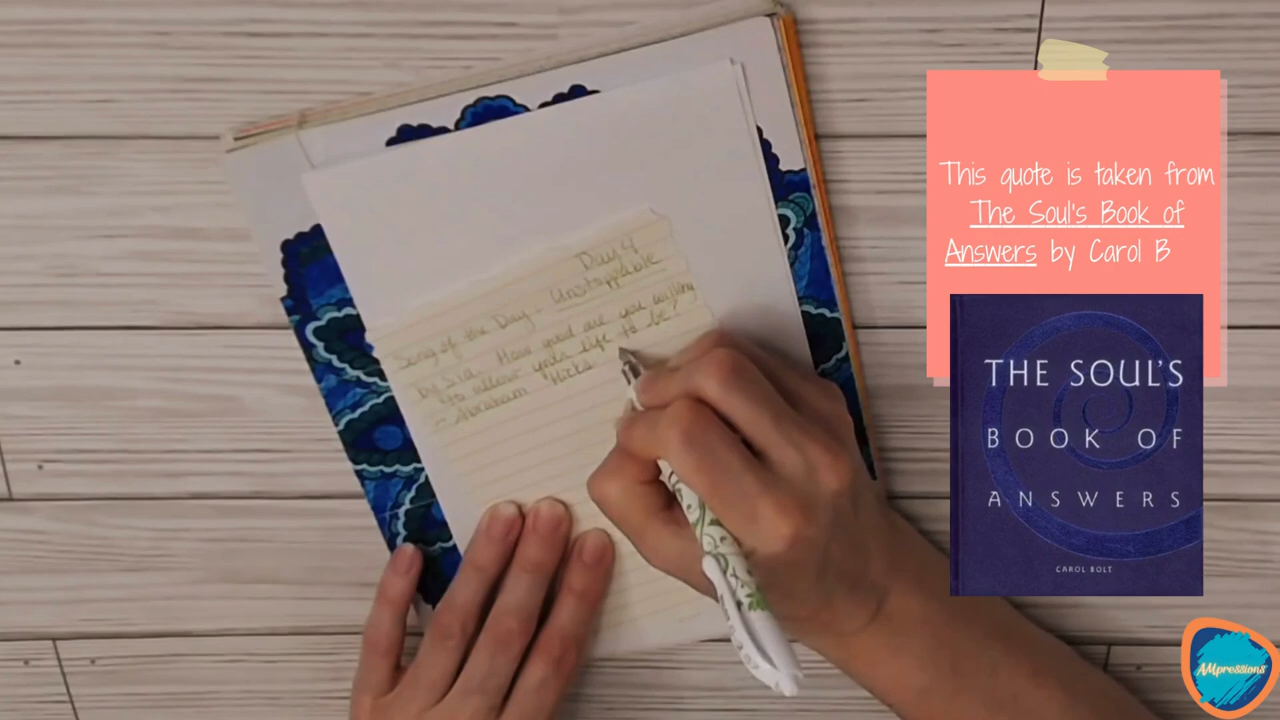 Day 4
Song of the Day: Unstoppable
by Sia. How good are you willing
to allow your life to be?
- Abraham Hicks
This quote is taken from
The Soul's Book of
Answers by Carol B
THE SOUL'S
BOOK OF
ANSWERS
CAROL BOLT
AMpressions